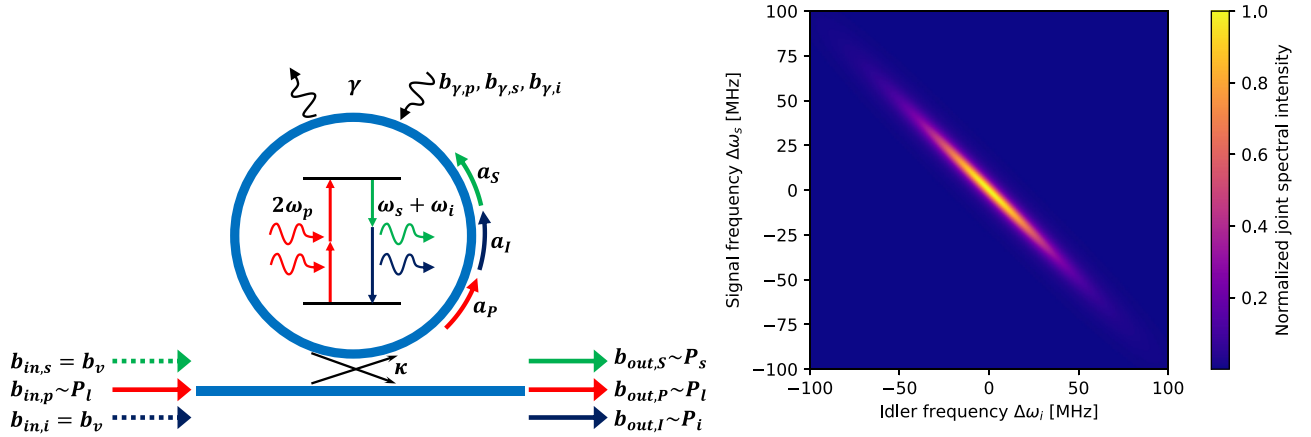 γ
b_{γ,p}, b_{γ,s}, b_{γ,i}
a_S
2ω_p
ω_s + ω_i
a_I
a_P
κ
b_{in,s} = b_v
b_{in,p}~P_l
b_{in,i} = b_v
b_{out,S}~P_s
b_{out,P}~P_l
b_{out,I}~P_i
Signal frequency Δω_s [MHz]
100
75
50
25
0
−25
−50
−75
−100
−100
−50
0
50
100
Idler frequency Δω_i [MHz]
1.0
0.8
0.6
0.4
0.2
Normalized joint spectral intensity